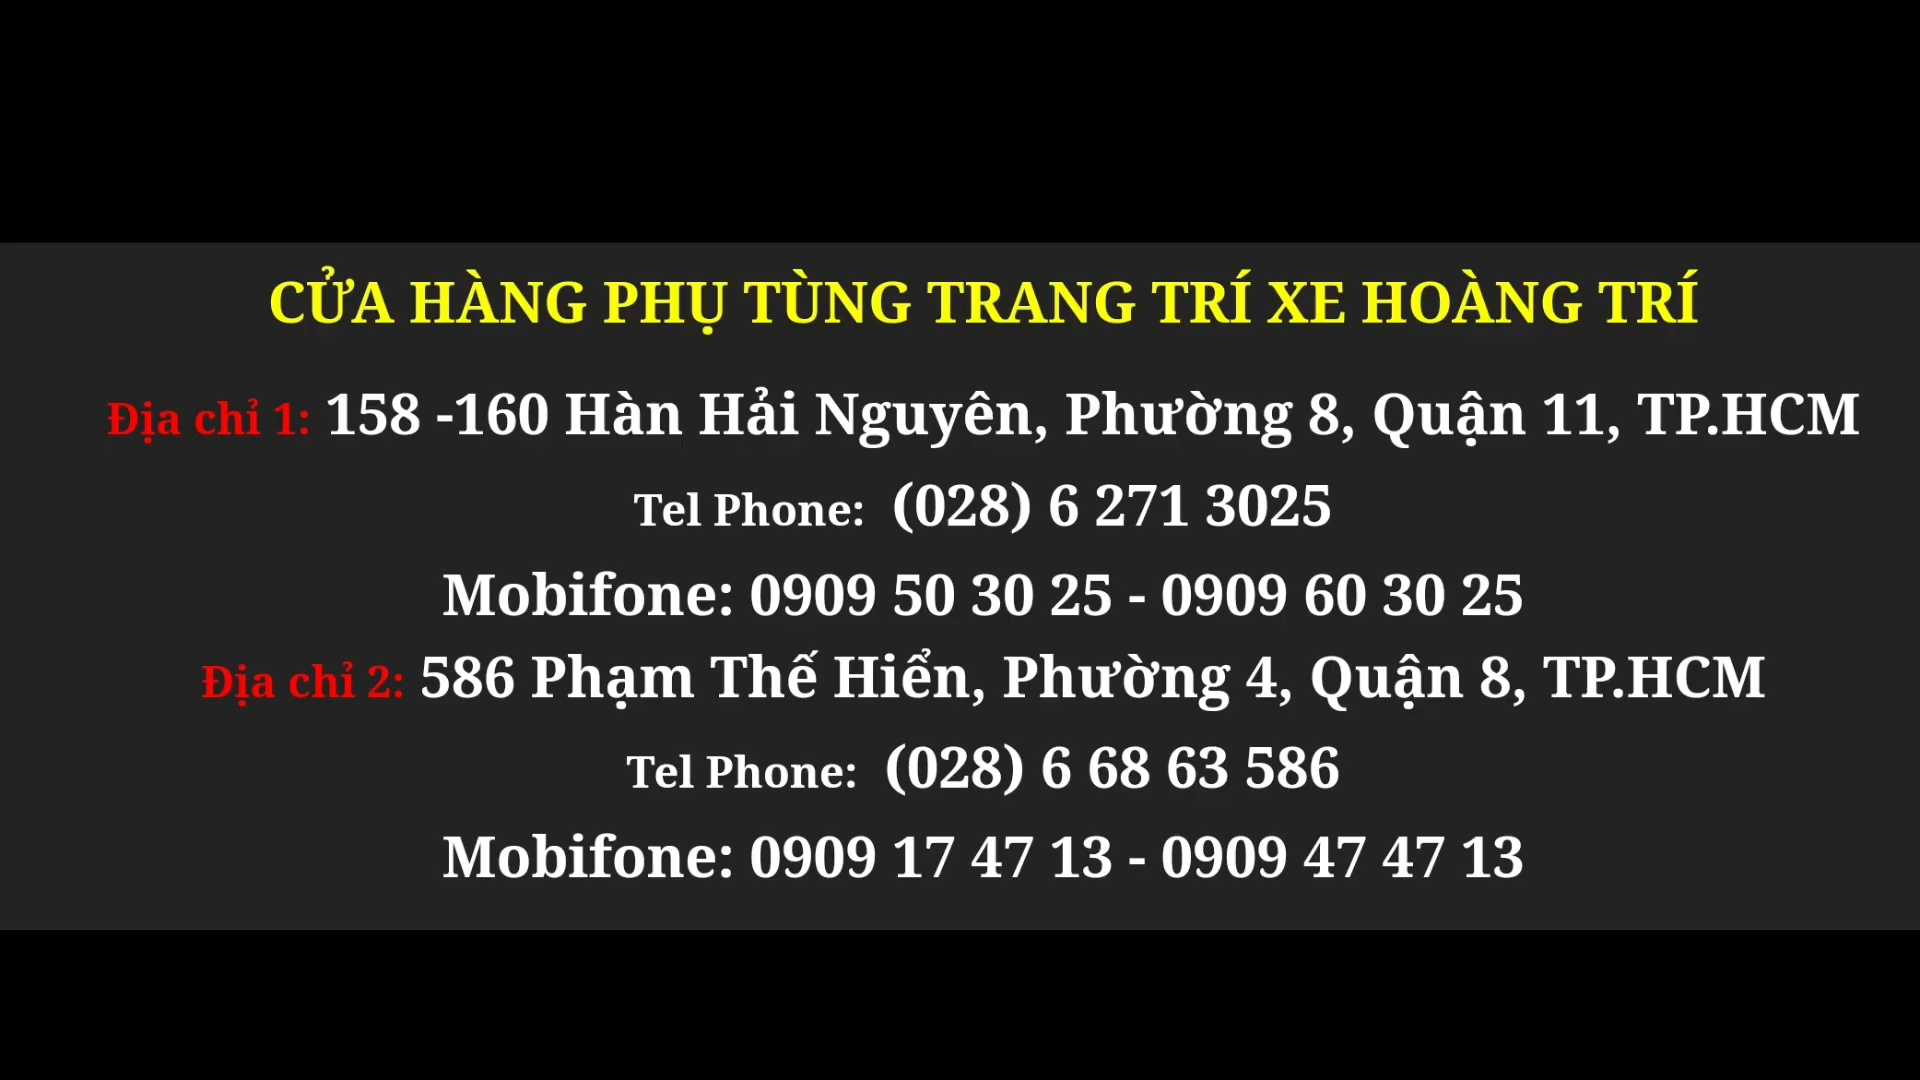 CỬA HÀNG PHỤ TÙNG TRANG TRÍ XE HOÀNG TRÍ
Địa chỉ 1: 158 -160 Hàn Hải Nguyên, Phường 8, Quận 11, TP.HCM
Tel Phone: (028) 6 271 3025
Mobifone: 0909 50 30 25 - 0909 60 30 25
Địa chỉ 2: 586 Phạm Thế Hiển, Phường 4, Quận 8, TP.HCM
Tel Phone: (028) 6 68 63 586
Mobifone: 0909 17 47 13 - 0909 47 47 13